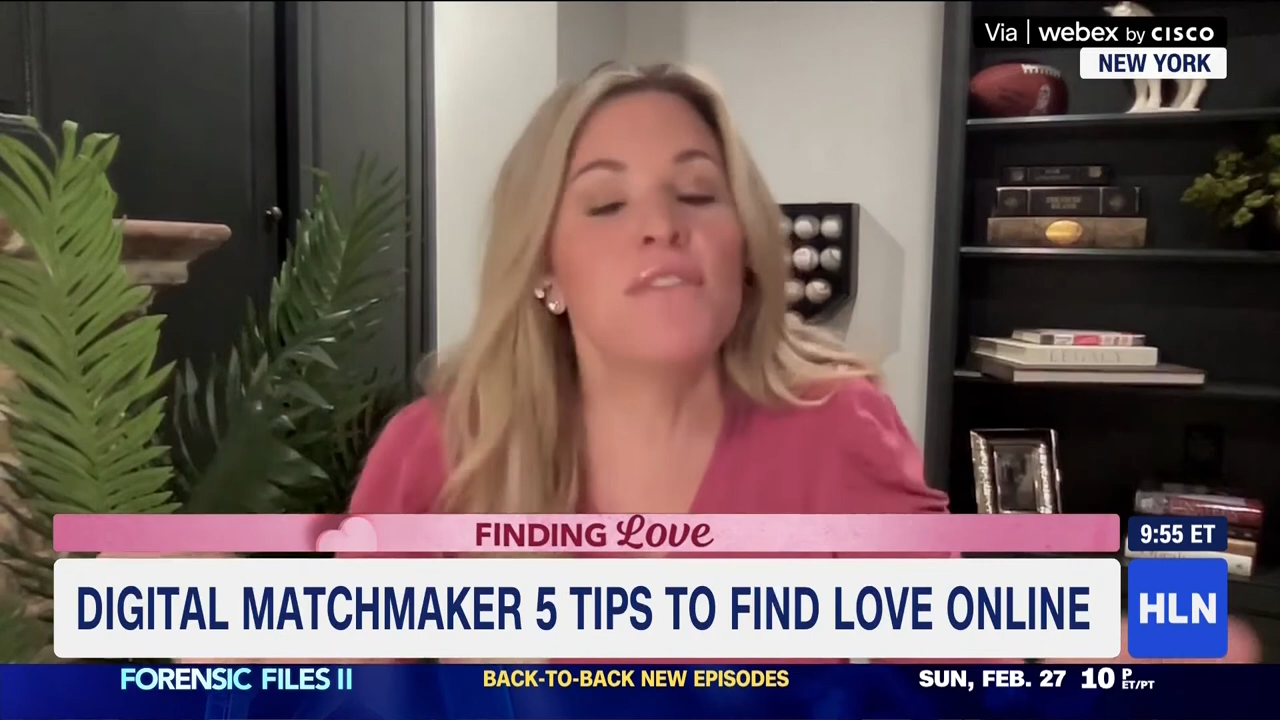 Via | webex by CISCO
NEW YORK
LEGACY
FINDING Love
9:55 ET
DIGITAL MATCHMAKER 5 TIPS TO FIND LOVE ONLINE
HLN
FORENSIC FILES II BACK-TO-BACK NEW EPISODES SUN, FEB. 27 10 P ET/PT